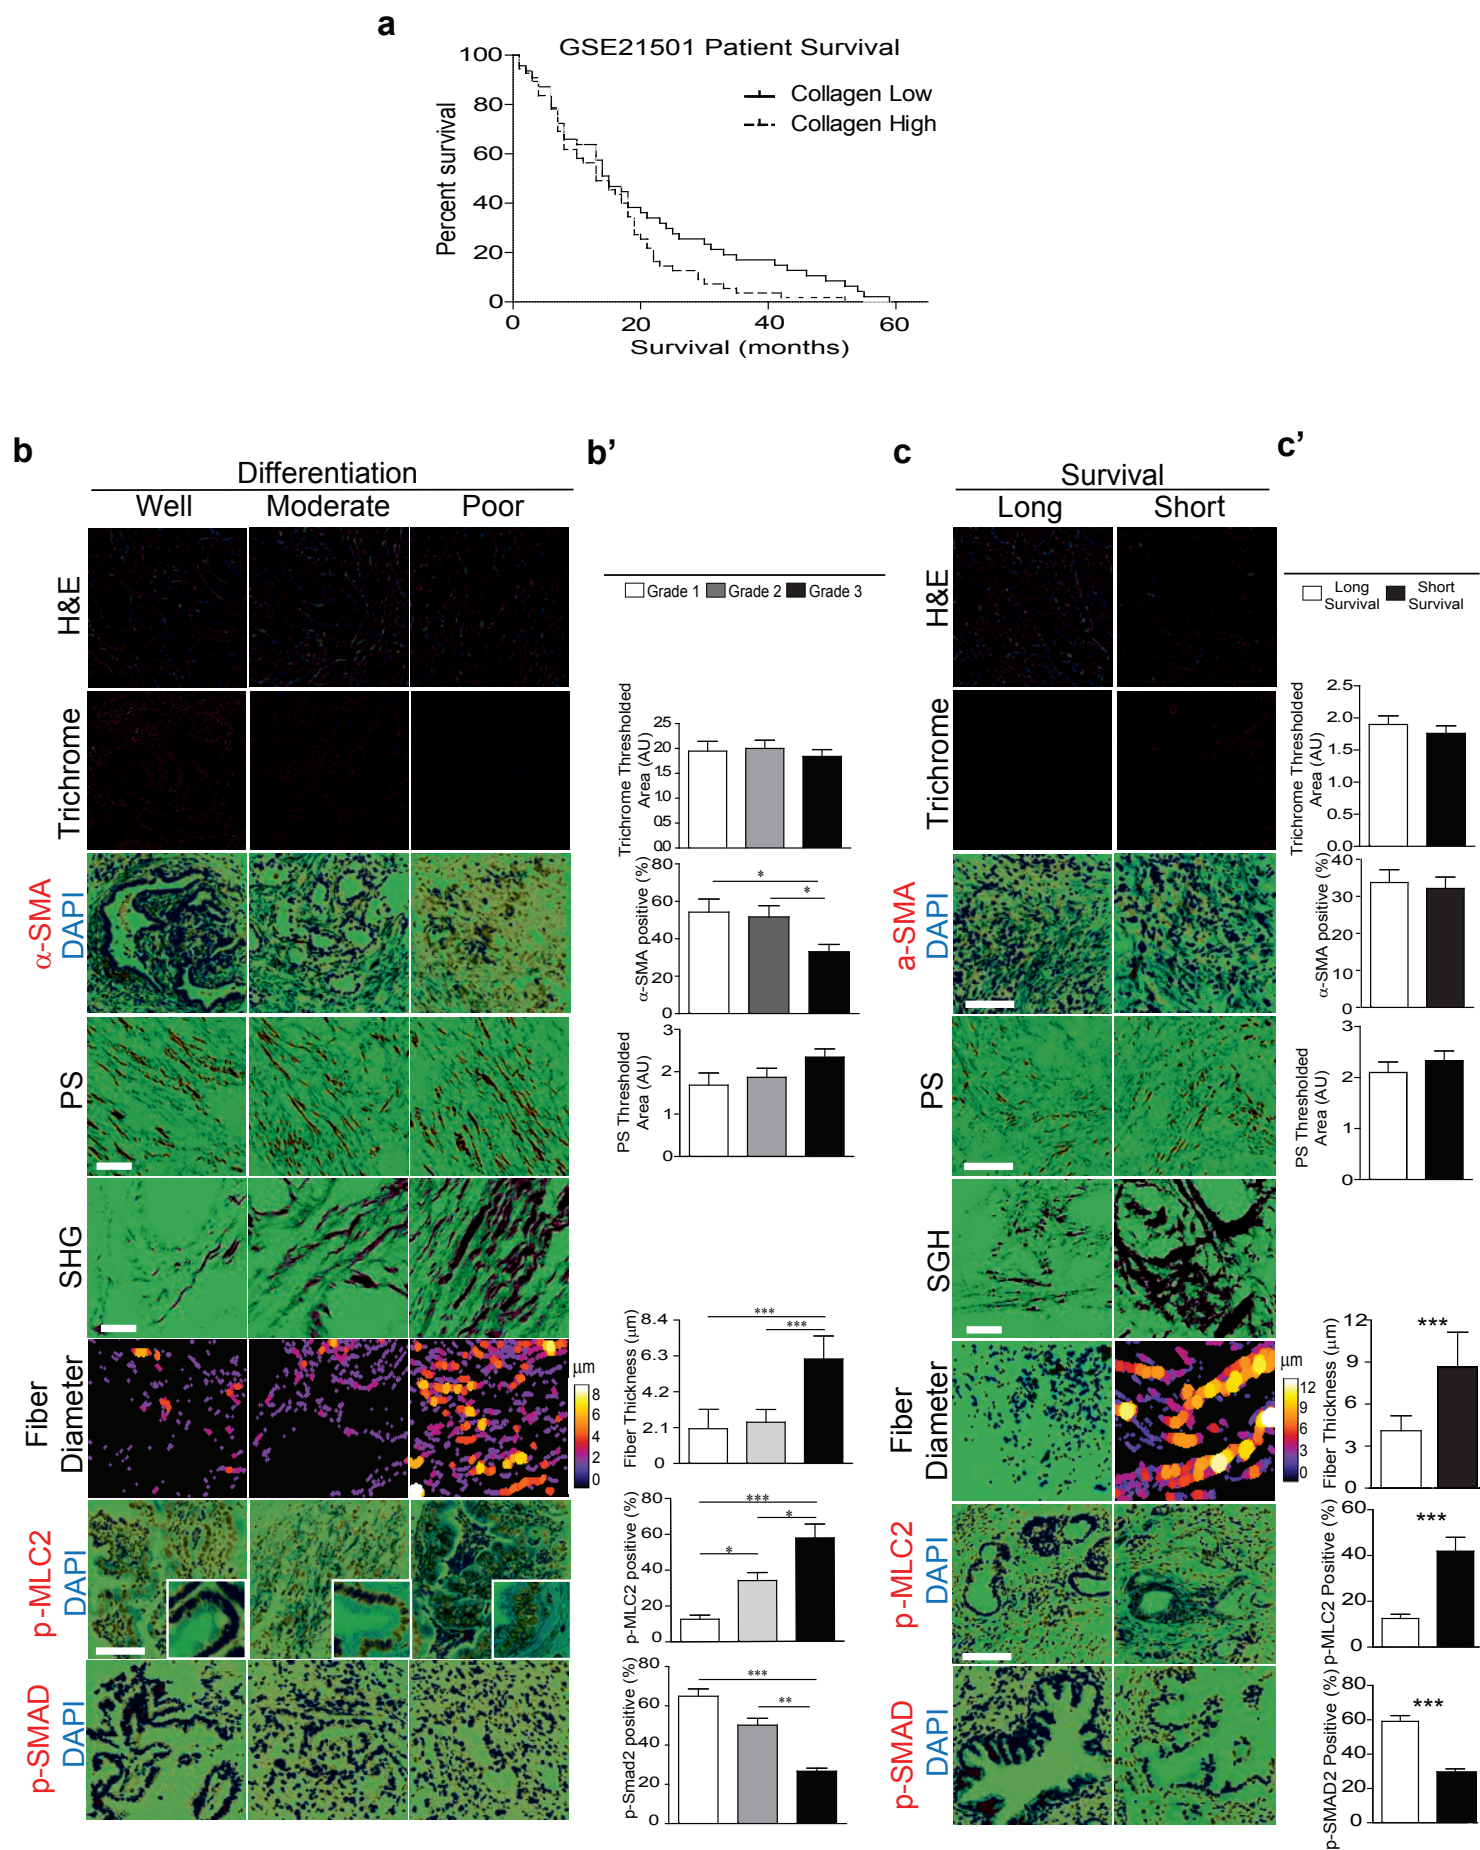 a
GSE21501 Patient Survival
Collagen Low
Collagen High
Percent survival
100
80
60
40
20
0
0 20 40 60
Survival (months)
b
Differentiation
Well Moderate Poor
H&E
Trichrome
α-SMA
DAPI
PS
SHG
Fiber
Diameter
µm
8
6
4
2
0
p-MLC2
DAPI
p-SMAD
DAPI
b’
Grade 1 Grade 2 Grade 3
Trichrome Thresholded
Area (AU)
25
20
15
10
05
00
α-SMA positive (%)
80
60
40
20
0
*
*
PS Thresholded
Area (AU)
3
2
1
0
Fiber Thickness (µm)
8.4
6.3
4.2
2.1
0
***
***
p-MLC2 positive (%)
80
60
40
20
0
***
*
*
p-Smad2 positive (%)
80
60
40
20
0
***
**
c
Survival
Long Short
H&E
Trichrome
a-SMA
DAPI
PS
SGH
Fiber
Diameter
µm
12
9
6
3
0
p-MLC2
DAPI
p-SMAD
DAPI
c’
Long
Survival
Short
Survival
Trichrome Thresholded
Area (AU)
2.5
2.0
1.5
1.0
0.5
0.0
α-SMA positive (%)
40
30
20
10
0
PS Thresholded
Area (AU)
3
2
1
0
Fiber Thickness (µm)
12
9
6
3
0
***
p-MLC2 Positive (%)
60
40
20
0
***
p-SMAD2 Positive (%)
80
60
40
20
0
***